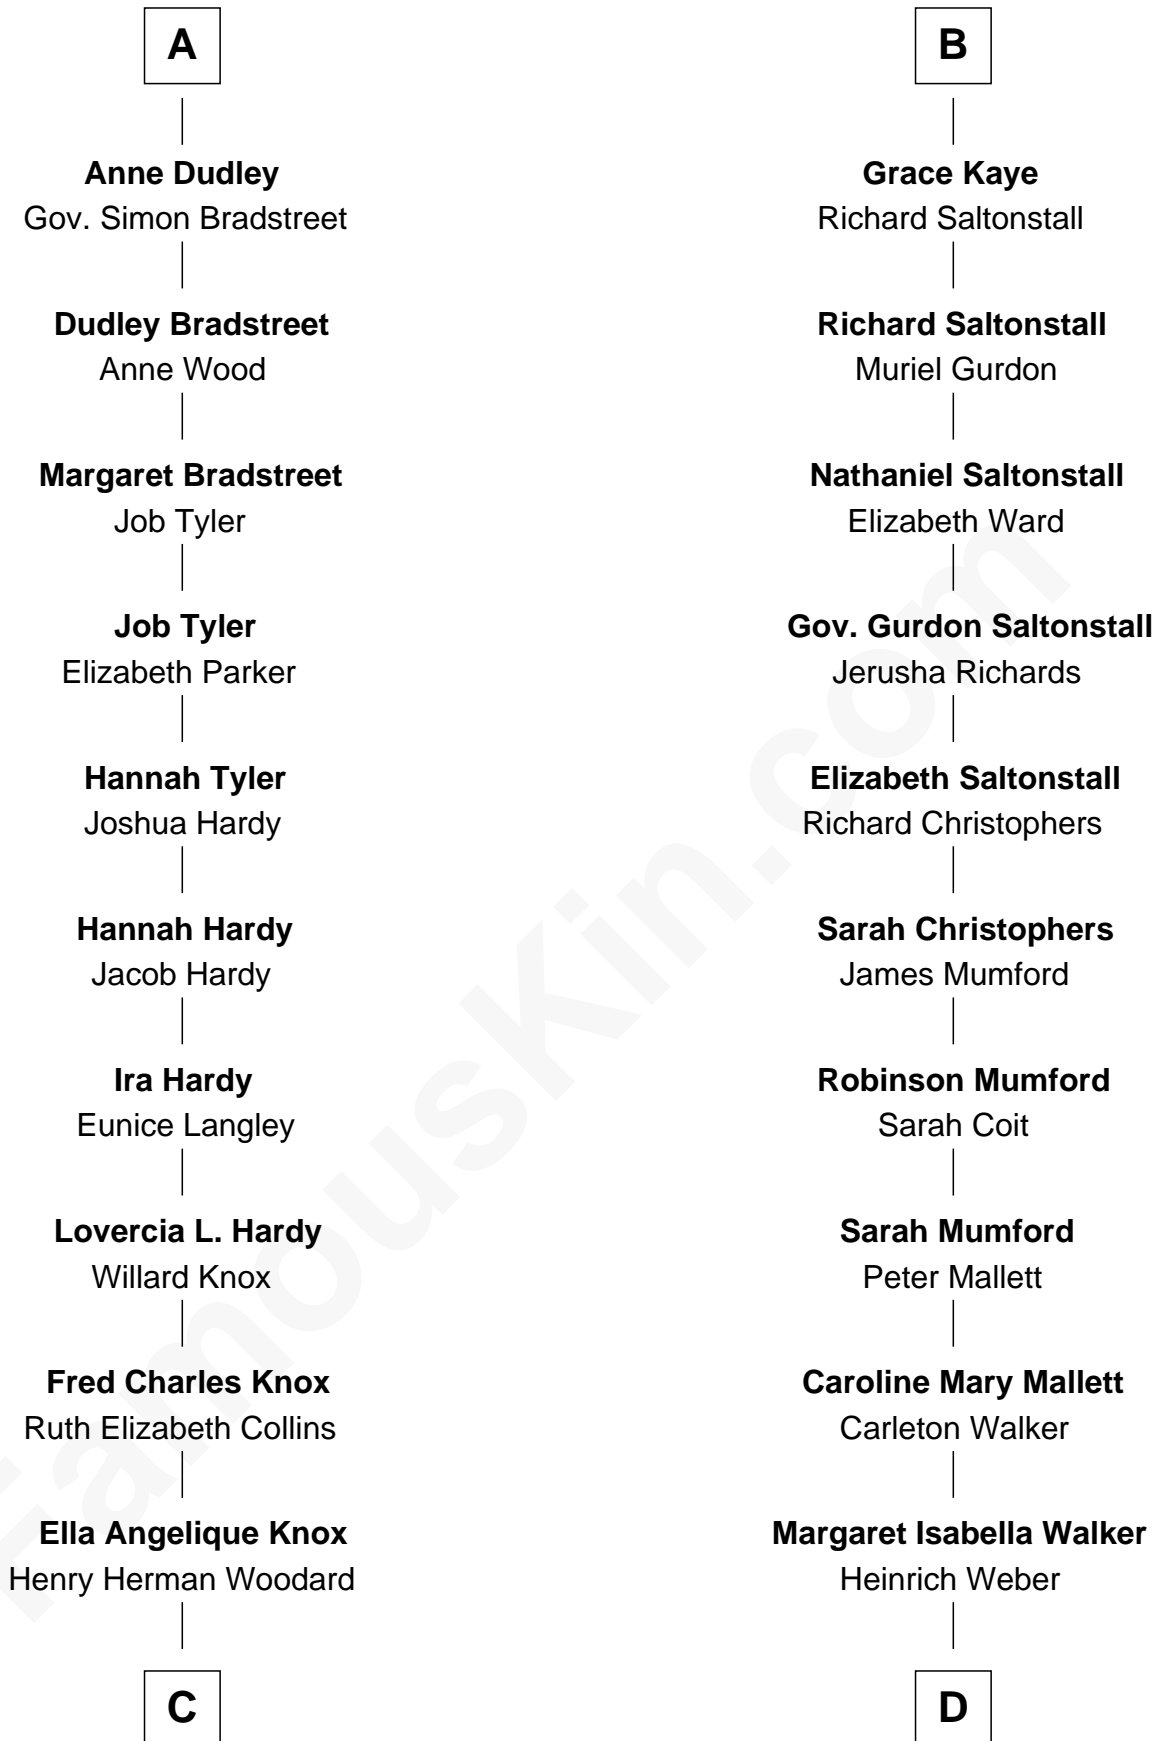 A
Anne Dudley
Gov. Simon Bradstreet
Dudley Bradstreet
Anne Wood
Margaret Bradstreet
Job Tyler
Job Tyler
Elizabeth Parker
Hannah Tyler
Joshua Hardy
Hannah Hardy
Jacob Hardy
Ira Hardy
Eunice Langley
Lovercia L. Hardy
Willard Knox
Fred Charles Knox
Ruth Elizabeth Collins
Ella Angelique Knox
Henry Herman Woodard
C
B
Grace Kaye
Richard Saltonstall
Richard Saltonstall
Muriel Gurdon
Nathaniel Saltonstall
Elizabeth Ward
Gov. Gurdon Saltonstall
Jerusha Richards
Elizabeth Saltonstall
Richard Christophers
Sarah Christophers
James Mumford
Robinson Mumford
Sarah Coit
Sarah Mumford
Peter Mallett
Caroline Mary Mallett
Carleton Walker
Margaret Isabella Walker
Heinrich Weber
D
FamousKin.com